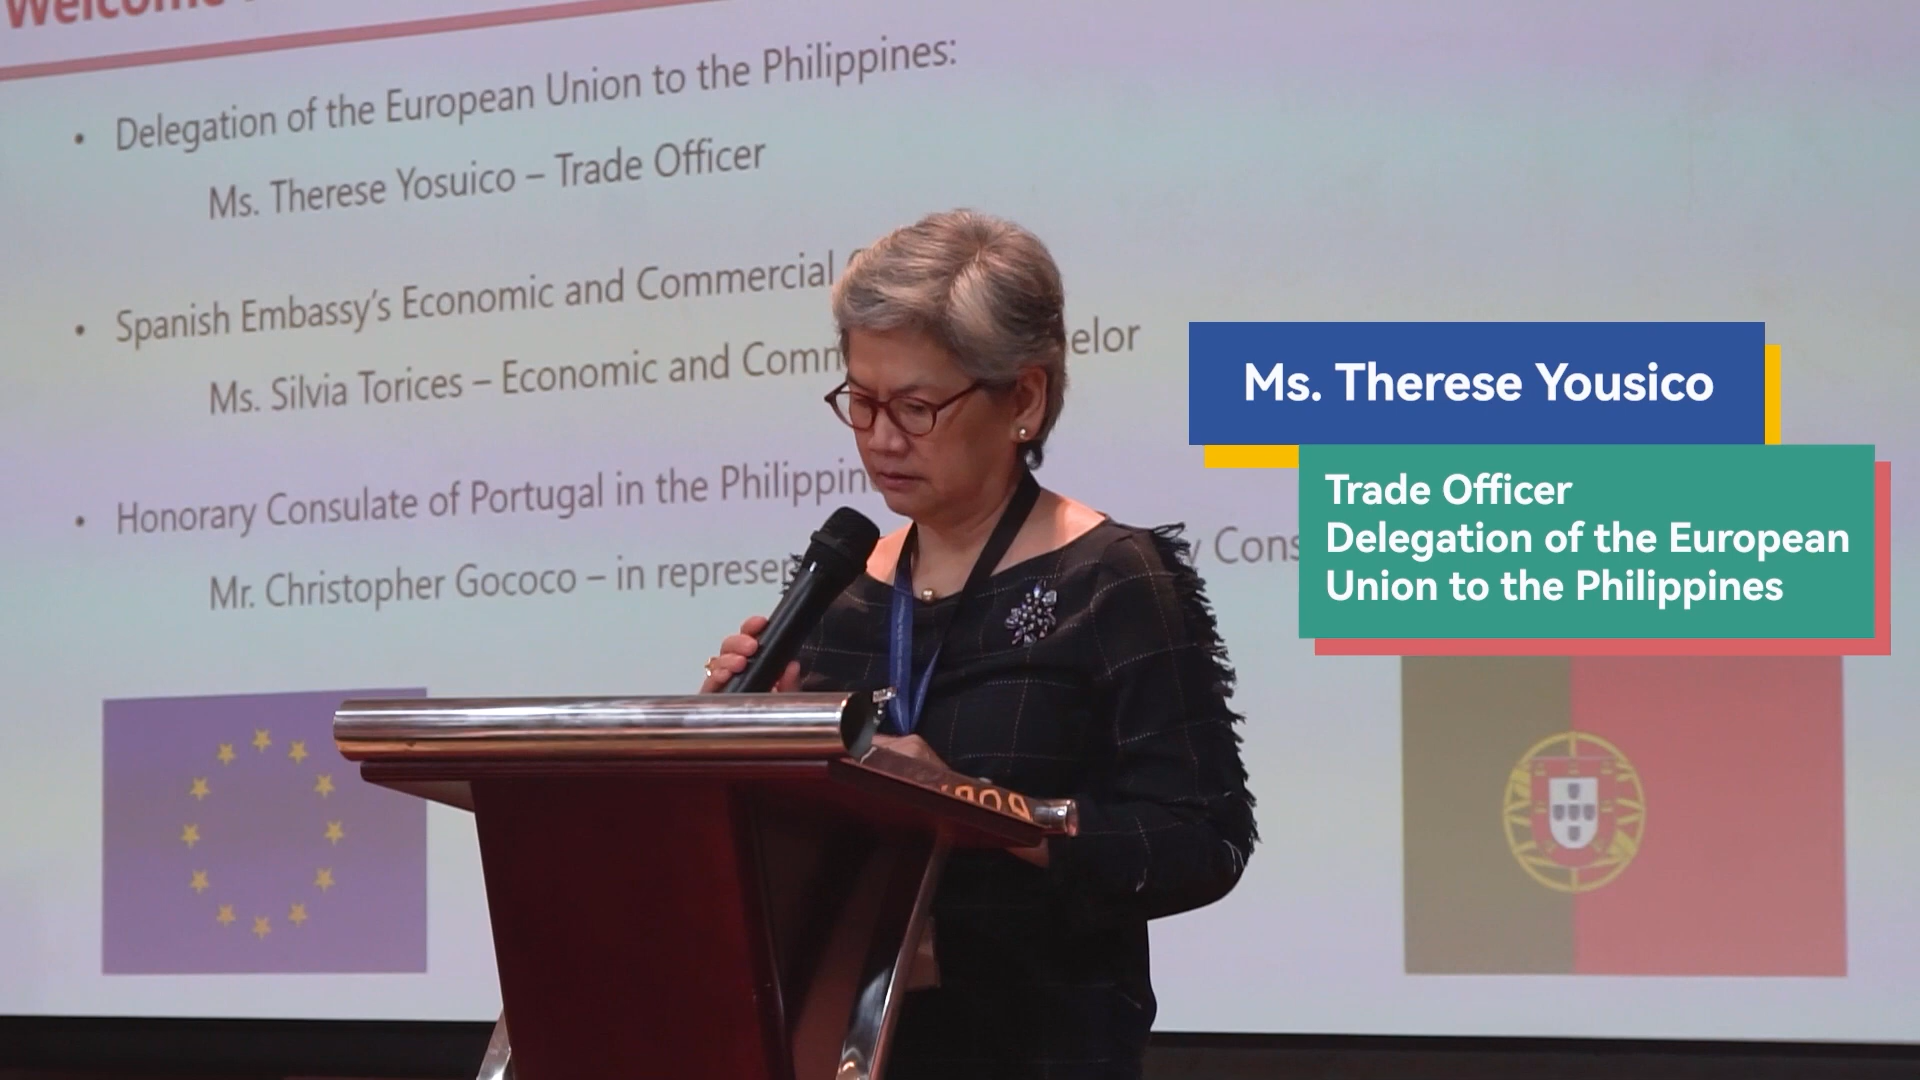 Welcome
Delegation of the European Union to the Philippines:
Ms. Therese Yosuico – Trade Officer
Spanish Embassy's Economic and Commercial
Ms. Silvia Torices – Economic and Comm elor
Honorary Consulate of Portugal in the Philippin
Mr. Christopher Gococo – in represen y Cons
Ms. Therese Yousico
Trade Officer
Delegation of the European
Union to the Philippines